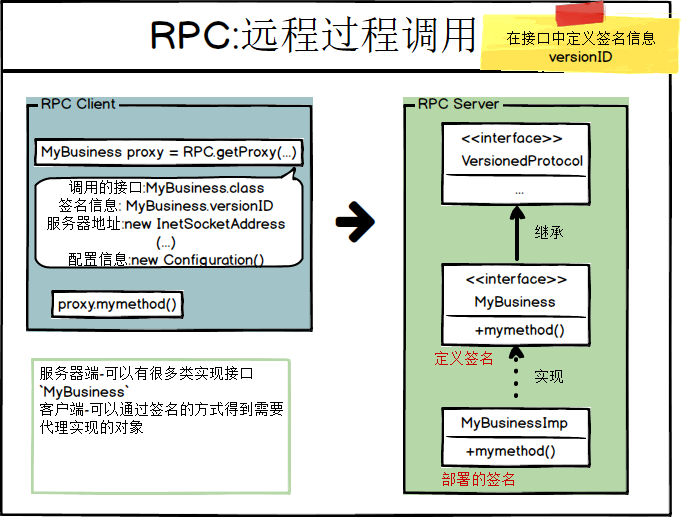 RPC:远程过程调用
在接口中定义签名信息
versionID
RPC Client
MyBusiness proxy = RPC.getProxy(...)
调用的接口:MyBusiness.class
签名信息: MyBusiness.versionID
服务器地址:new InetSocketAddress
(...)
配置信息:new Configuration()
proxy.mymethod()
服务器端-可以有很多类实现接口
`MyBusiness`
客户端-可以通过签名的方式得到需要
代理实现的对象
RPC Server
<<interface>>
VersionedProtocol
...
继承
<<interface>>
MyBusiness
+mymethod()
定义签名
实现
MyBusinessImp
+mymethod()
部署的签名